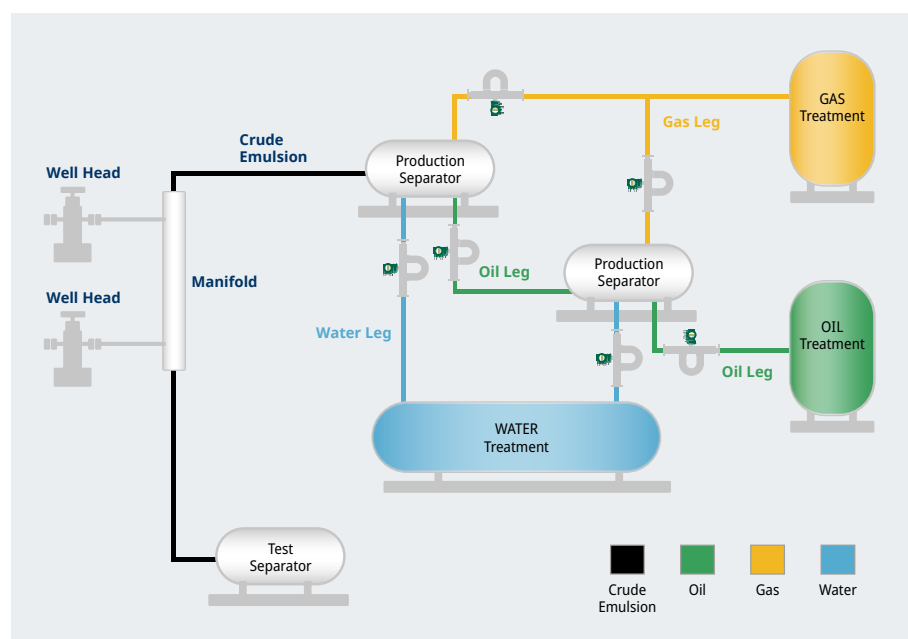 GAS
Treatment
Gas Leg
Crude
Emulsion
Production
Separator
Well Head
Manifold
Oil Leg
Production
Separator
Well Head
Water Leg
OIL
Treatment
Oil Leg
WATER
Treatment
Test
Separator
Crude
Emulsion
Oil
Gas
Water